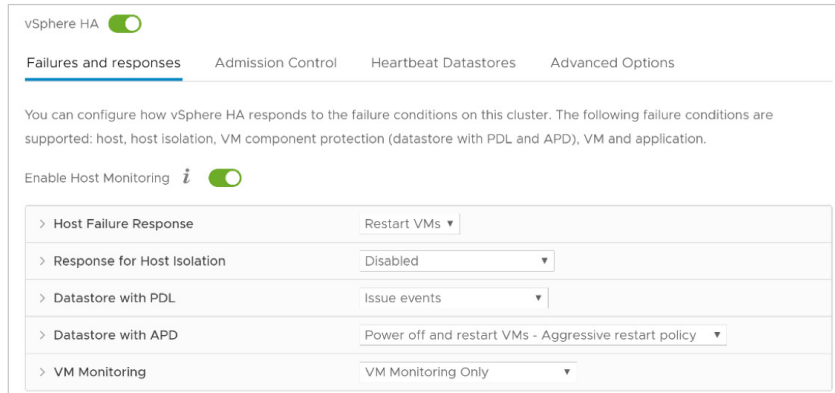 vSphere HA
Failures and responses Admission Control Heartbeat Datastores Advanced Options
You can configure how vSphere HA responds to the failure conditions on this cluster. The following failure conditions are
supported: host, host isolation, VM component protection (datastore with PDL and APD), VM and application.
Enable Host Monitoring i
> Host Failure Response Restart VMs ▼
> Response for Host Isolation Disabled ▼
> Datastore with PDL Issue events ▼
> Datastore with APD Power off and restart VMs - Aggressive restart policy ▼
> VM Monitoring VM Monitoring Only ▼